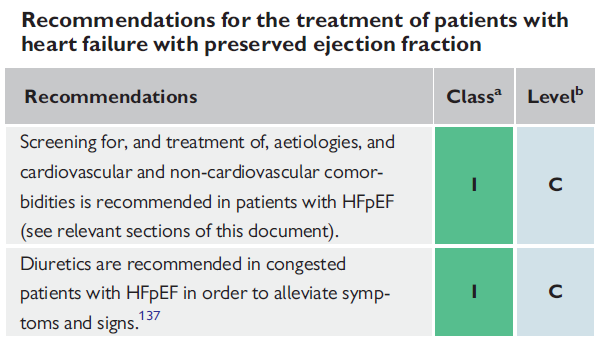 Recommendations for the treatment of patients with
heart failure with preserved ejection fraction
Recommendations Classᵃ Levelᵇ
Screening for, and treatment of, aetiologies, and
cardiovascular and non-cardiovascular comor-
bidities is recommended in patients with HFpEF
(see relevant sections of this document).
I C
Diuretics are recommended in congested
patients with HFpEF in order to alleviate symp-
toms and signs.¹³⁷
I C